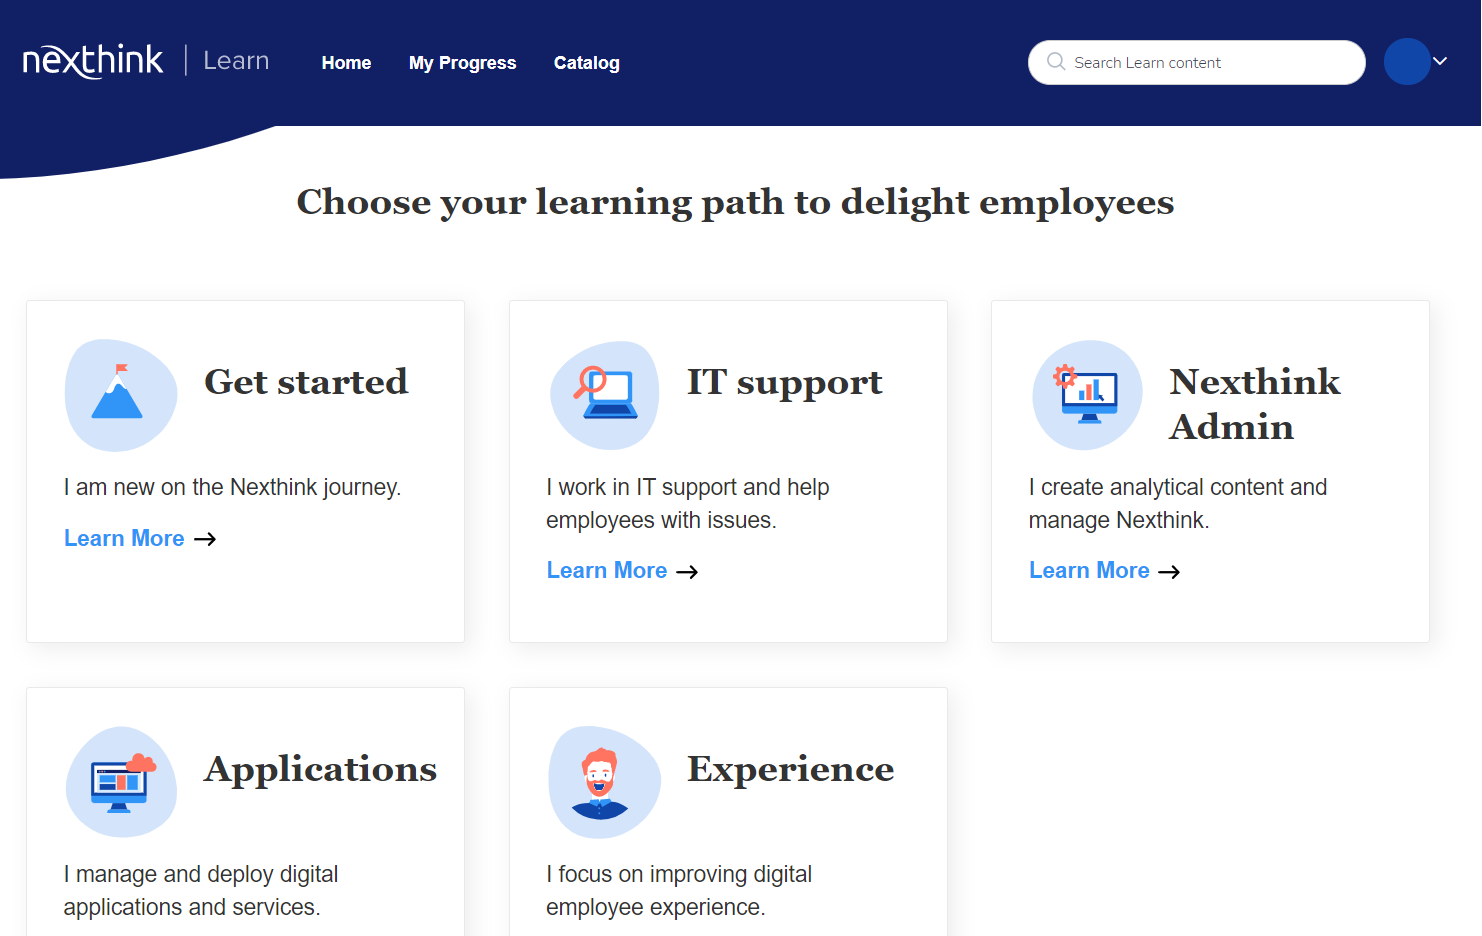 nexthink | Learn
Home
My Progress
Catalog
Search Learn content
Choose your learning path to delight employees
Get started
I am new on the Nexthink journey.
Learn More
IT support
I work in IT support and help
employees with issues.
Learn More
Nexthink
Admin
I create analytical content and
manage Nexthink.
Learn More
Applications
I manage and deploy digital
applications and services.
Experience
I focus on improving digital
employee experience.